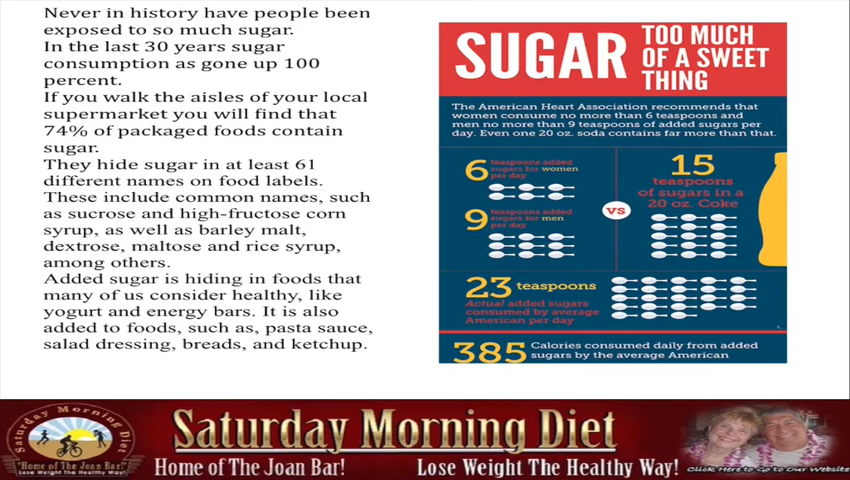 Never in history have people been
exposed to so much sugar.
In the last 30 years sugar
consumption as gone up 100
percent.
If you walk the aisles of your local
supermarket you will find that
74% of packaged foods contain
sugar.
They hide sugar in at least 61
different names on food labels.
These include common names, such
as sucrose and high-fructose corn
syrup, as well as barley malt,
dextrose, maltose and rice syrup,
among others.
Added sugar is hiding in foods that
many of us consider healthy, like
yogurt and energy bars. It is also
added to foods, such as, pasta sauce,
salad dressing, breads, and ketchup.
SUGAR
TOO MUCH
OF A SWEET
THING
The American Heart Association recommends that
women consume no more than 6 teaspoons and
men no more than 9 teaspoons of added sugars per
day. Even one 20 oz. soda contains far more than that.
6
teaspoons added
sugars for women
per day
9
teaspoons added
sugars for men
per day
VS
15
teaspoons
of sugars in a
20 oz. Coke
23 teaspoons
Actual added sugars
consumed by average
American per day
385
Calories consumed daily from added
sugars by the average American
Saturday Morning Diet
"Home of The Joan Bar!"
Lose Weight The Healthy Way!
Saturday Morning Diet
Home of The Joan Bar!
Lose Weight The Healthy Way!
Click Here to Go to Our Website